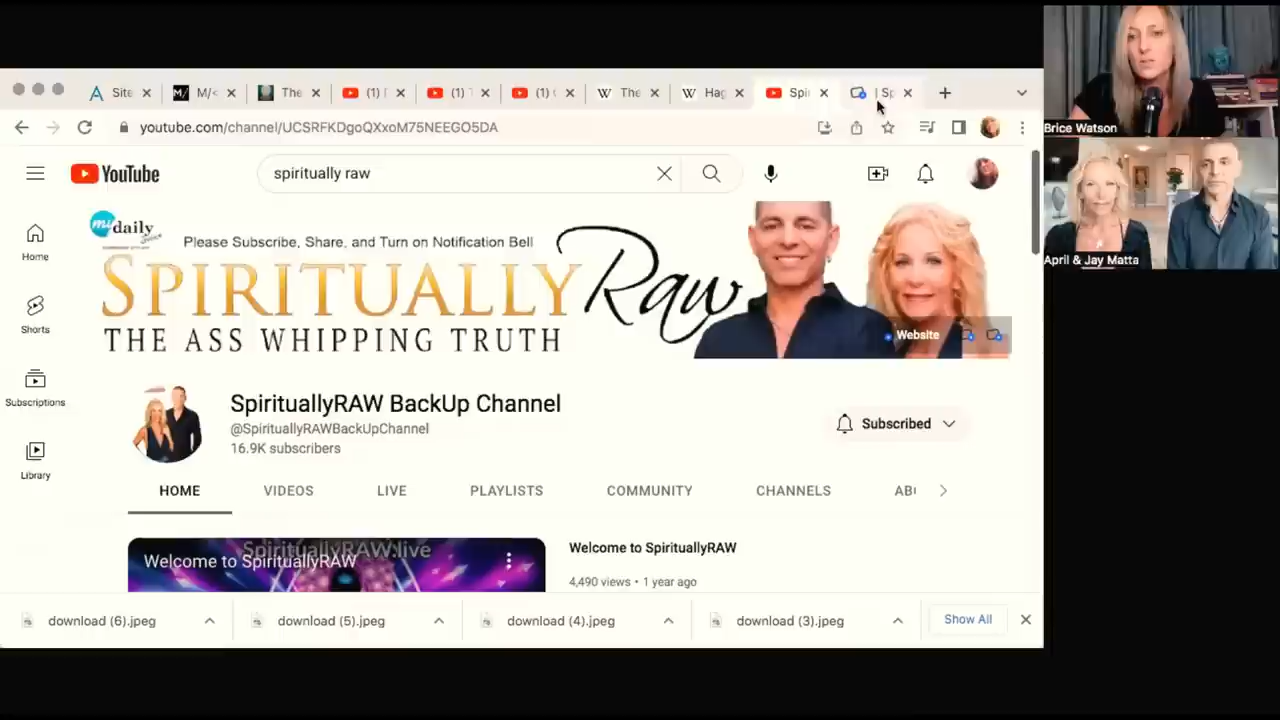 Site
M/<
The
(1)
(1)
(1)
The
Hag
Spi
youtube.com/channel/UCSRFKDgoQXxoM75NEEGO5DA
YouTube
spiritually raw
Home
Shorts
Subscriptions
Library
daily
Please Subscribe, Share, and Turn on Notification Bell
SPIRITUALLY Raw
THE ASS WHIPPING TRUTH
Website
SpirituallyRAW BackUp Channel
@SpirituallyRAWBackUpChannel
16.9K subscribers
Subscribed
HOME
VIDEOS
LIVE
PLAYLISTS
COMMUNITY
CHANNELS
SpirituallyRAW.live
Welcome to SpirituallyRAW
Welcome to SpirituallyRAW
4,490 views • 1 year ago
download (6).jpeg
download (5).jpeg
download (4).jpeg
download (3).jpeg
Show All
Brice Watson
April & Jay Matta